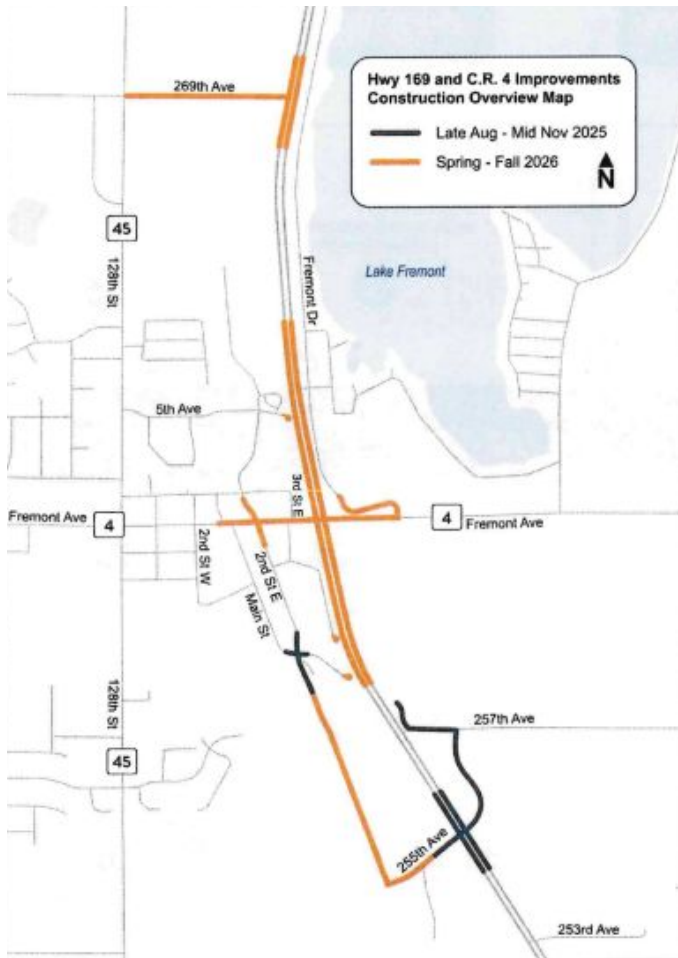 Hwy 169 and C.R. 4 Improvements
Construction Overview Map
Late Aug - Mid Nov 2025
Spring - Fall 2026
N
269th Ave
45
128th St
Fremont Dr
Lake Fremont
5th Ave
3rd St E
Fremont Ave
4
4
Fremont Ave
2nd St W
2nd St E
Main St
128th St
257th Ave
45
255th Ave
253rd Ave